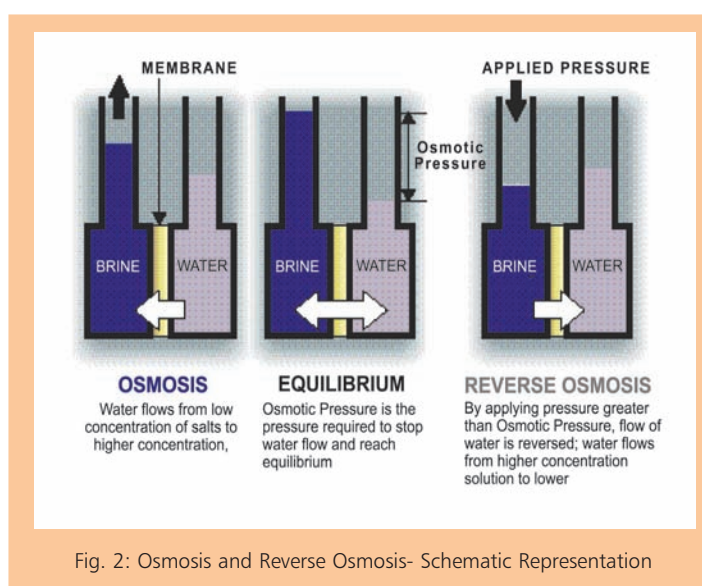 MEMBRANE
APPLIED PRESSURE
Osmotic
Pressure
BRINE
WATER
BRINE
WATER
BRINE
WATER
OSMOSIS
Water flows from low
concentration of salts to
higher concentration,
EQUILIBRIUM
Osmotic Pressure is the
pressure required to stop
water flow and reach
equilibrium
REVERSE OSMOSIS
By applying pressure greater
than Osmotic Pressure, flow of
water is reversed; water flows
from higher concentration
solution to lower
Fig. 2: Osmosis and Reverse Osmosis- Schematic Representation